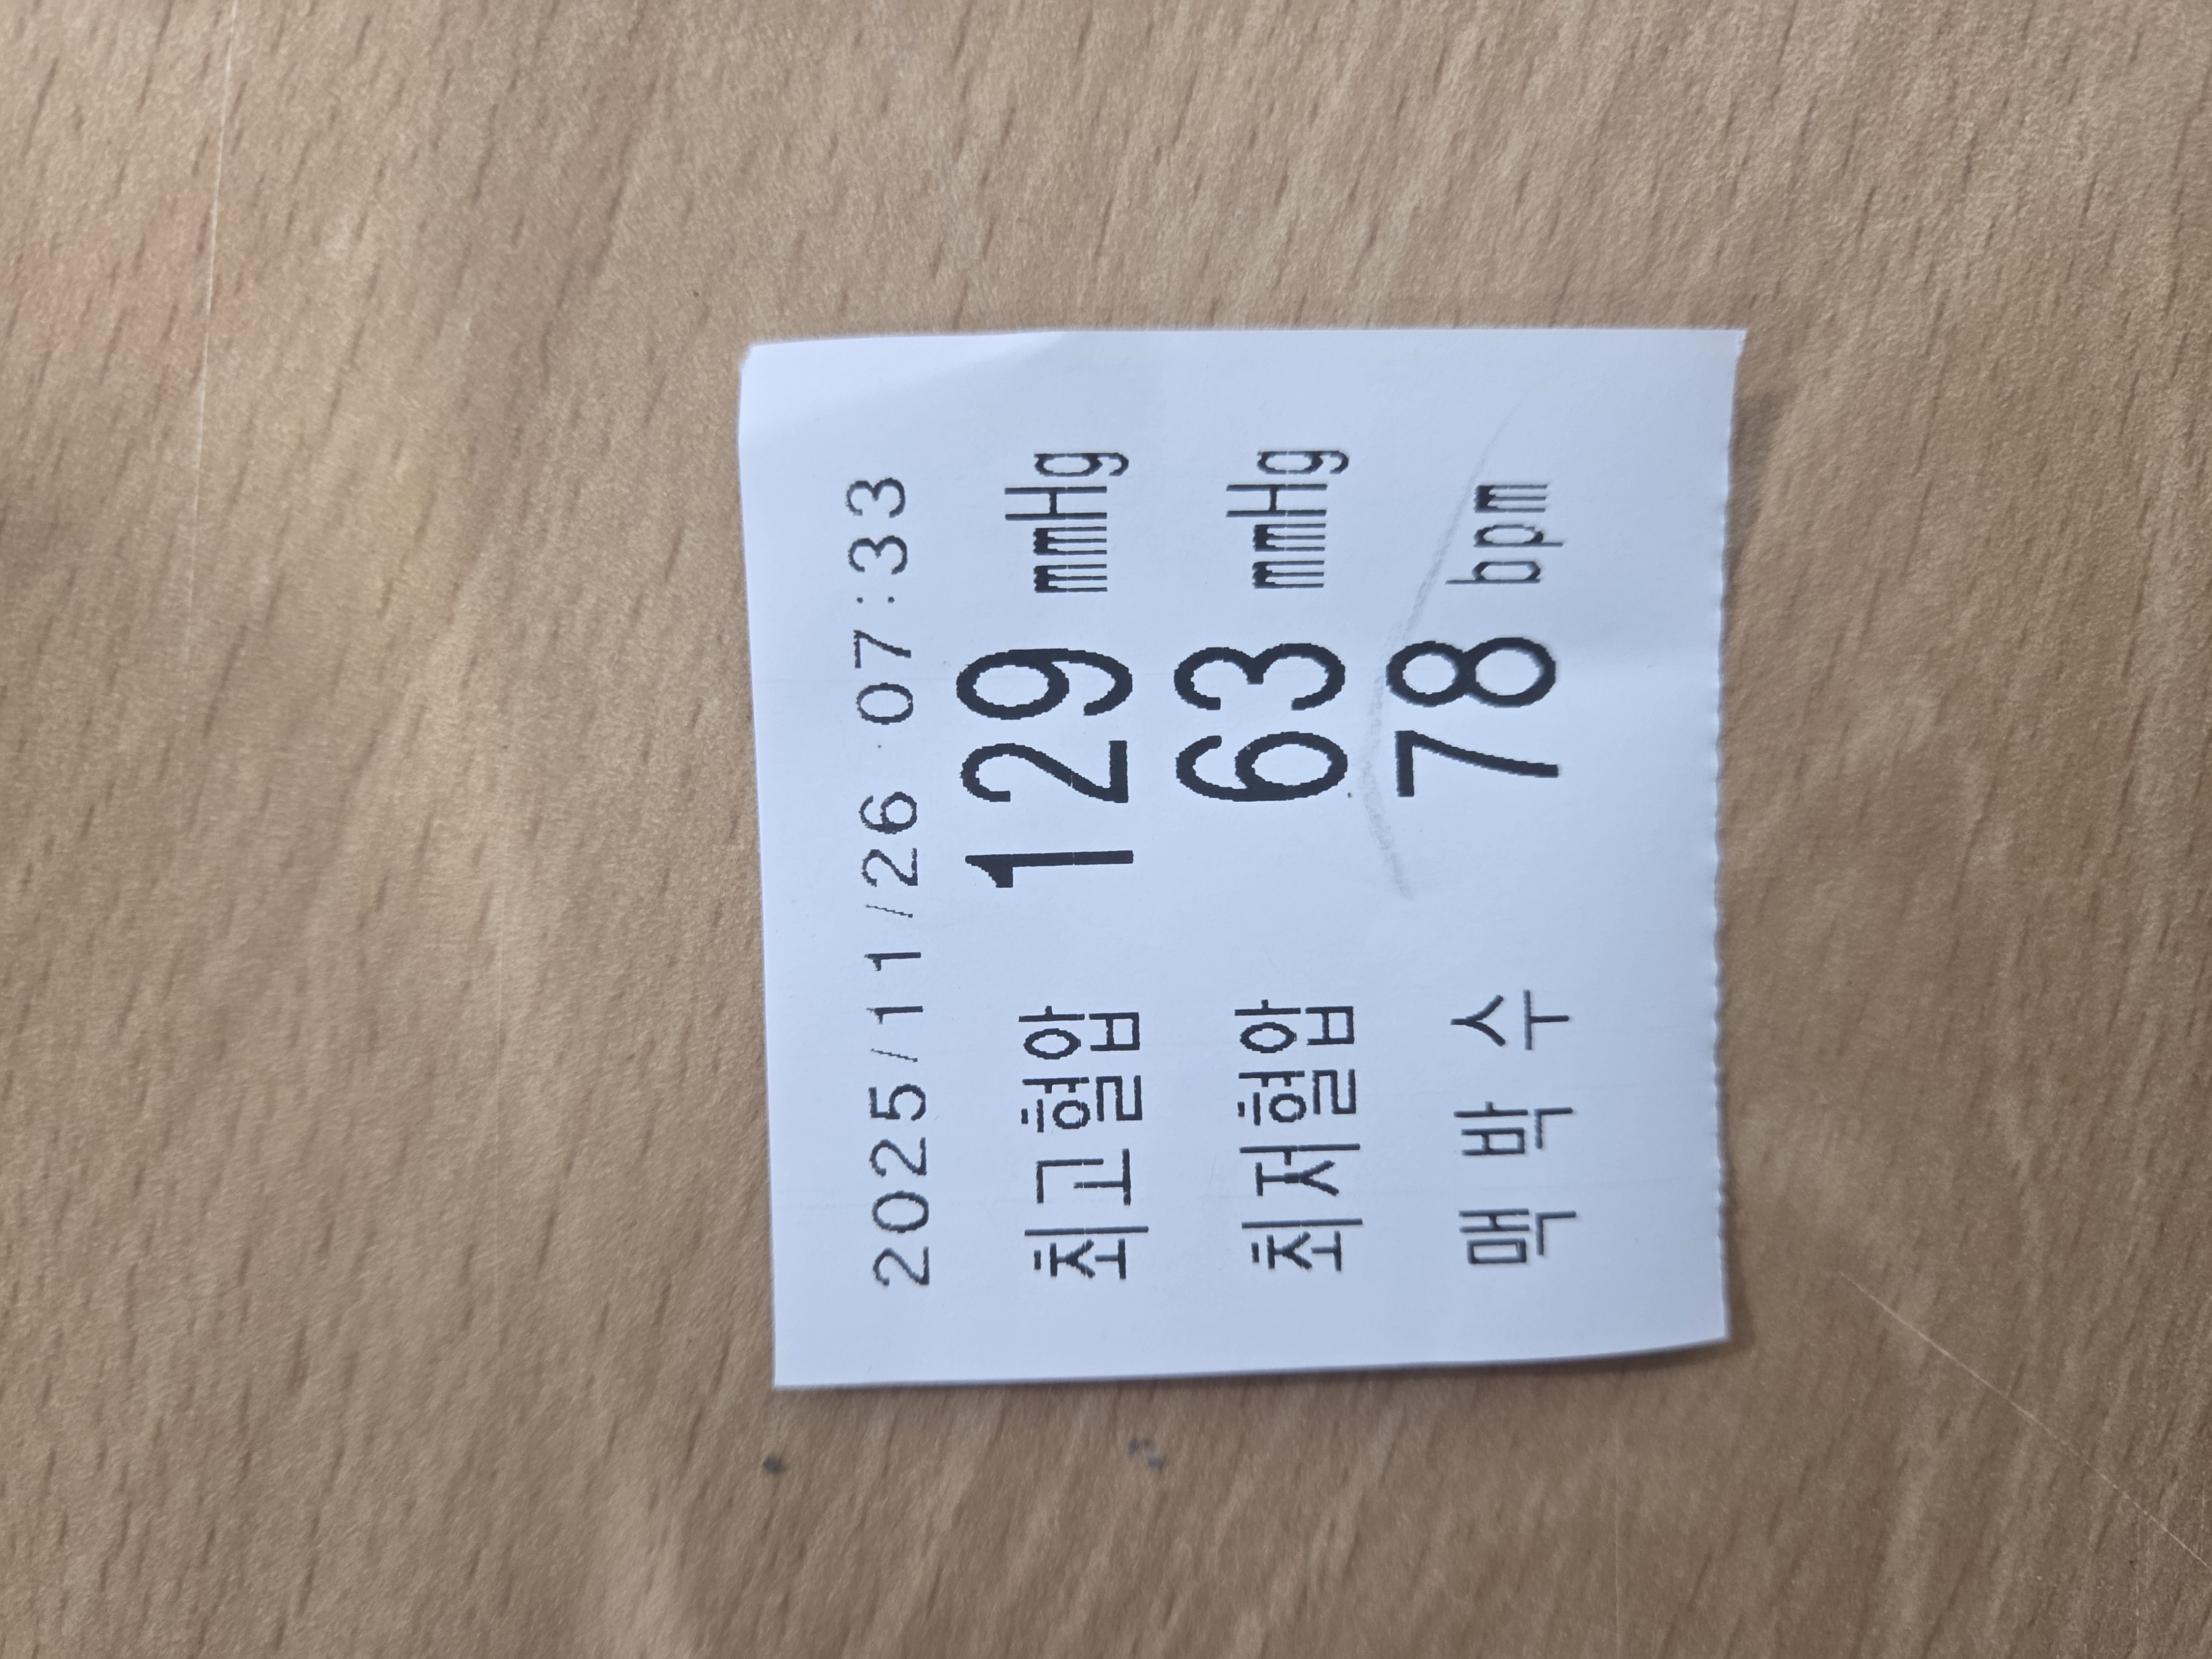 2025/11/26 07:33
최고혈압 129 mmHg
최저혈압 63 mmHg
맥 박 수 78 bpm